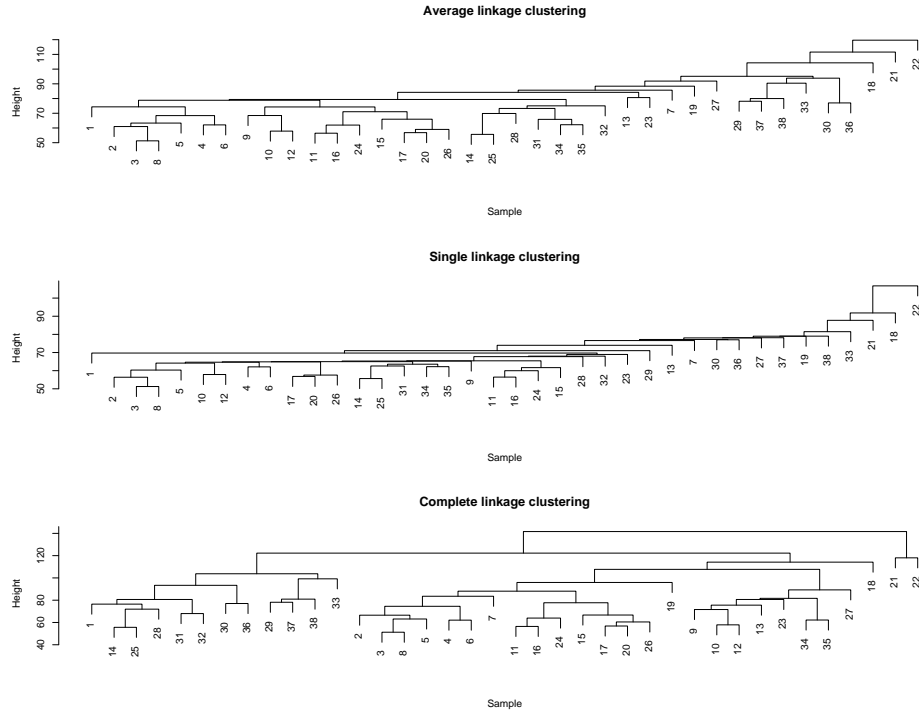 Average linkage clustering
Height
50 70 90 110
1 2 3 8 5 4 6 9 10 12 11 16 24 15 17 20 26 14 25 28 31 34 35 32 13 23 7 19 27 29 37 38 33 30 36 18 21 22
Sample
Single linkage clustering
Height
50 70 90
1 2 3 8 5 10 12 4 6 17 20 26 14 25 31 34 35 9 11 16 24 15 28 32 23 29 13 7 30 36 27 37 19 38 33 21 18 22
Sample
Complete linkage clustering
Height
40 60 80 120
1 14 25 28 31 32 30 36 29 37 38 33 2 3 8 5 4 6 7 11 16 24 15 17 20 26 19 9 10 12 13 23 34 35 27 18 21 22
Sample